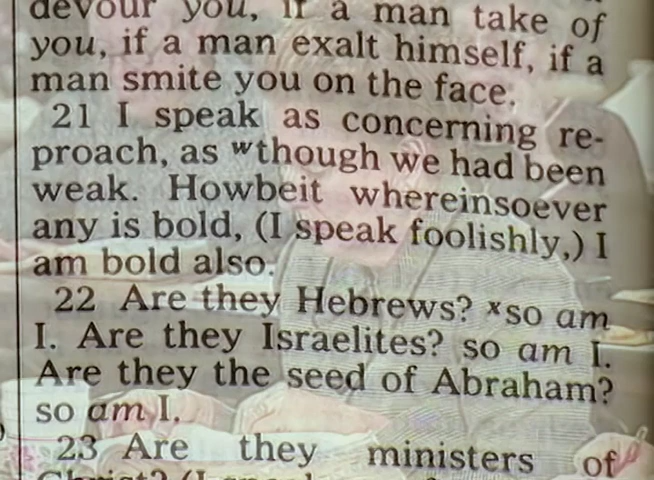 devour you, if a man take of
you, if a man exalt himself, if a
man smite you on the face.
21 I speak as concerning re-
proach, as ʷthough we had been
weak. Howbeit whereinsoever
any is bold, (I speak foolishly,) I
am bold also.
22 Are they Hebrews? ˣso am
I. Are they Israelites? so am I.
Are they the seed of Abraham?
so am I.
23 Are they ministers of
Christ? (I